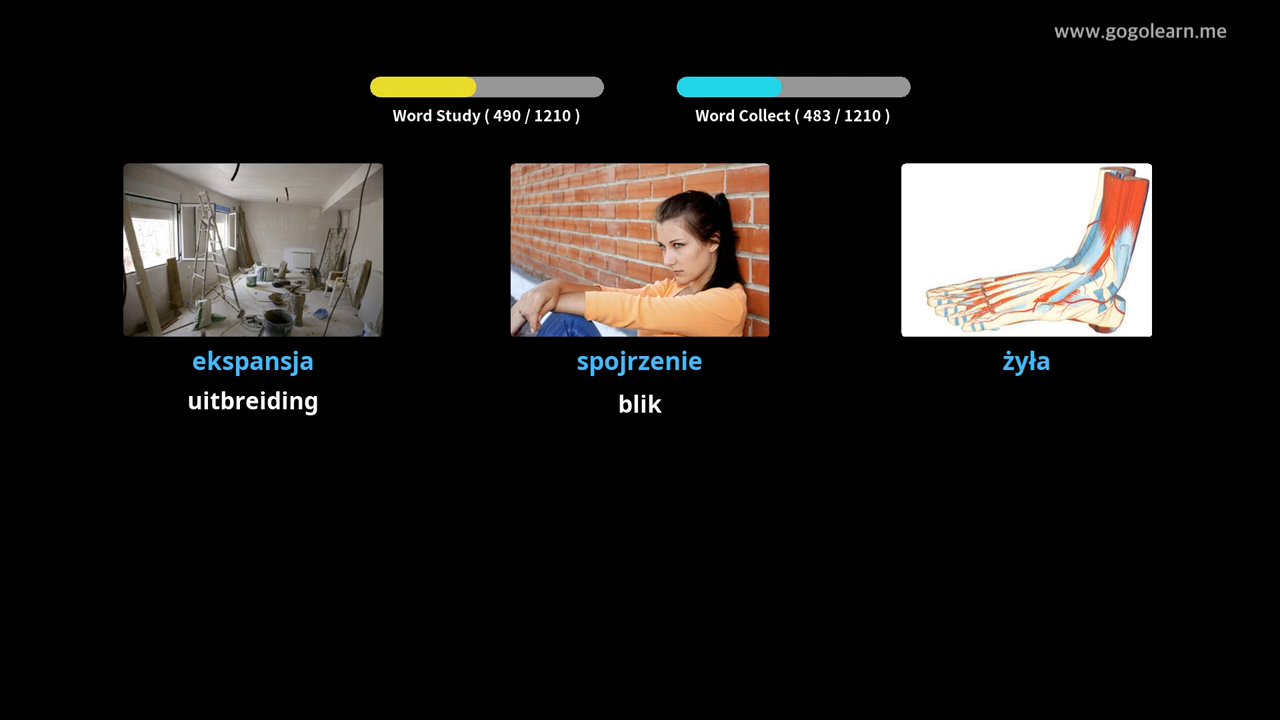 www.gogolearn.me
Word Study ( 490 / 1210 )
Word Collect ( 483 / 1210 )
ekspansja
spojrzenie
żyła
uitbreiding
blik